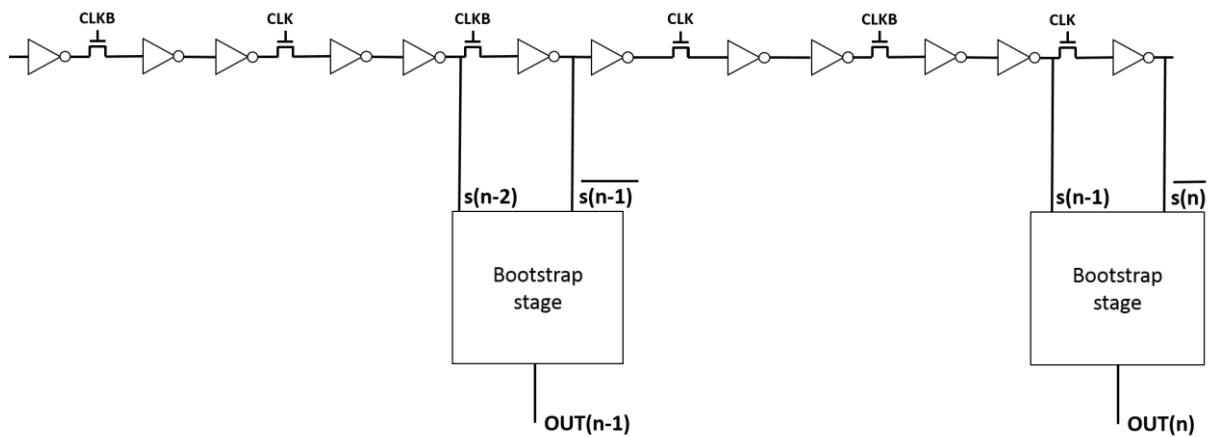 CLKB
CLK
CLKB
CLK
CLKB
CLK
s(n-2)
s(n-1)
s(n-1)
s(n)
Bootstrap
stage
Bootstrap
stage
OUT(n-1)
OUT(n)